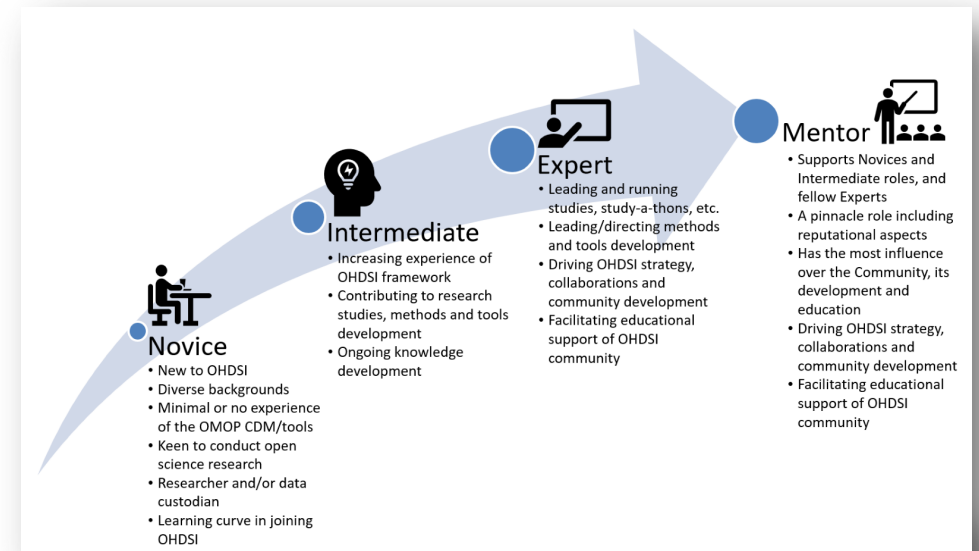 Novice
• New to OHDSI
• Diverse backgrounds
• Minimal or no experience
of the OMOP CDM/tools
• Keen to conduct open
science research
• Researcher and/or data
custodian
• Learning curve in joining
OHDSI
Intermediate
• Increasing experience of
OHDSI framework
• Contributing to research
studies, methods and tools
development
• Ongoing knowledge
development
Expert
• Leading and running
studies, study-a-thons, etc.
• Leading/directing methods
and tools development
• Driving OHDSI strategy,
collaborations and
community development
• Facilitating educational
support of OHDSI
community
Mentor
• Supports Novices and
Intermediate roles, and
fellow Experts
• A pinnacle role including
reputational aspects
• Has the most influence
over the Community, its
development and
education
• Driving OHDSI strategy,
collaborations and
community development
• Facilitating educational
support of OHDSI
community